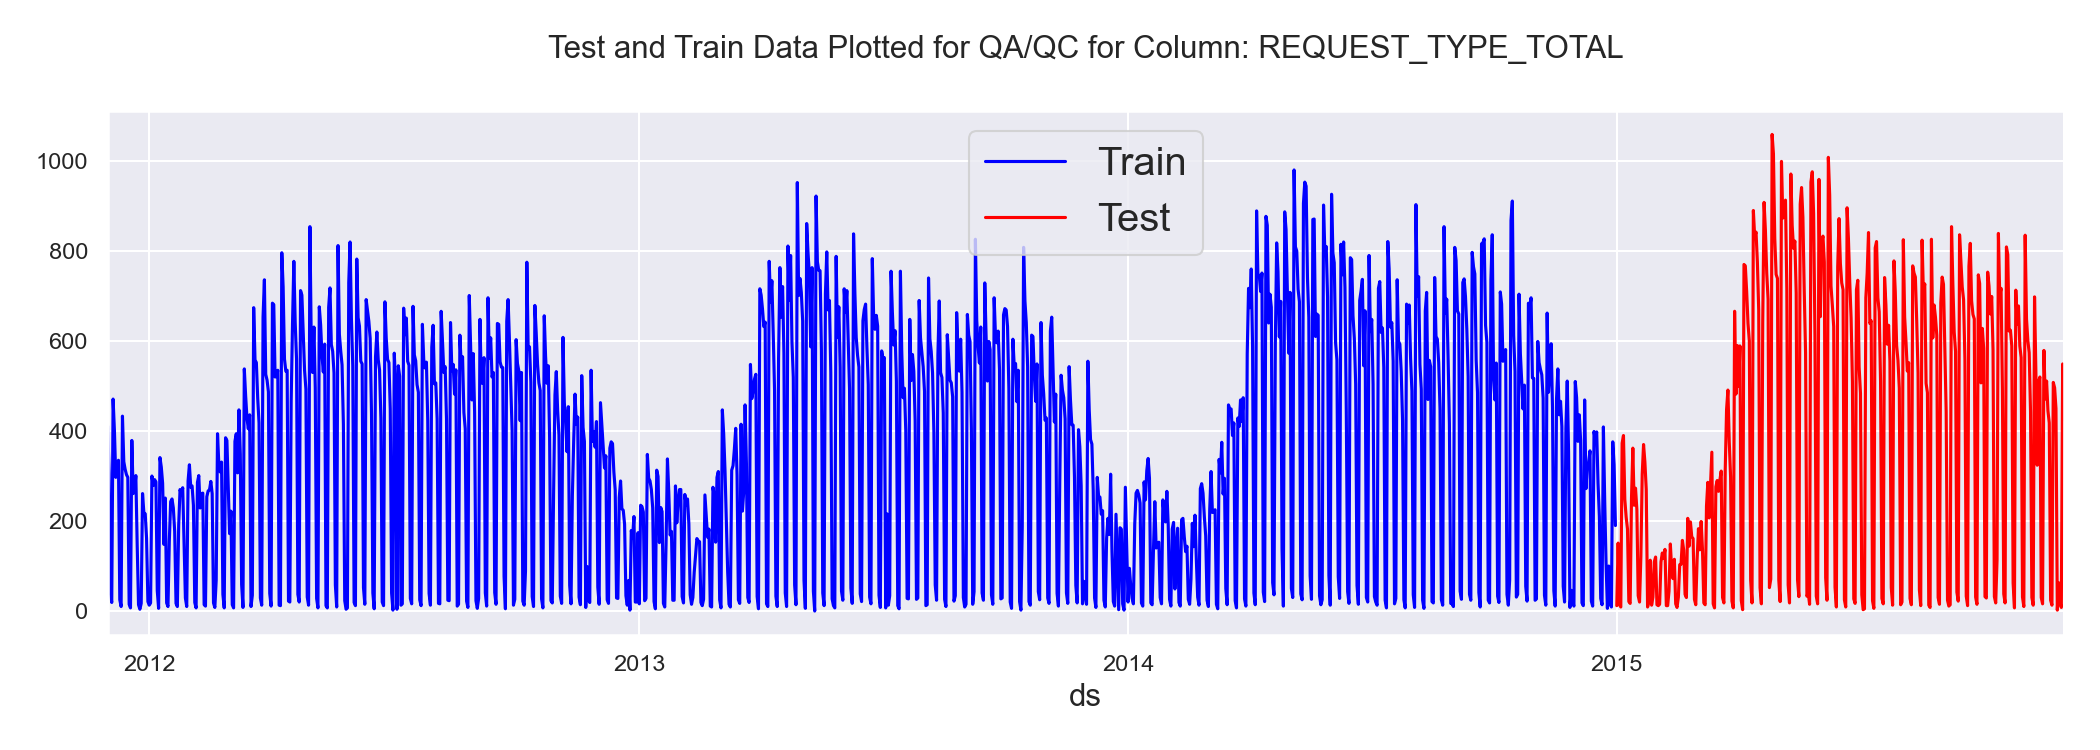 Test and Train Data Plotted for QA/QC for Column: REQUEST_TYPE_TOTAL
Train
Test
1000
800
600
400
200
0
2012 2013 2014 2015
ds